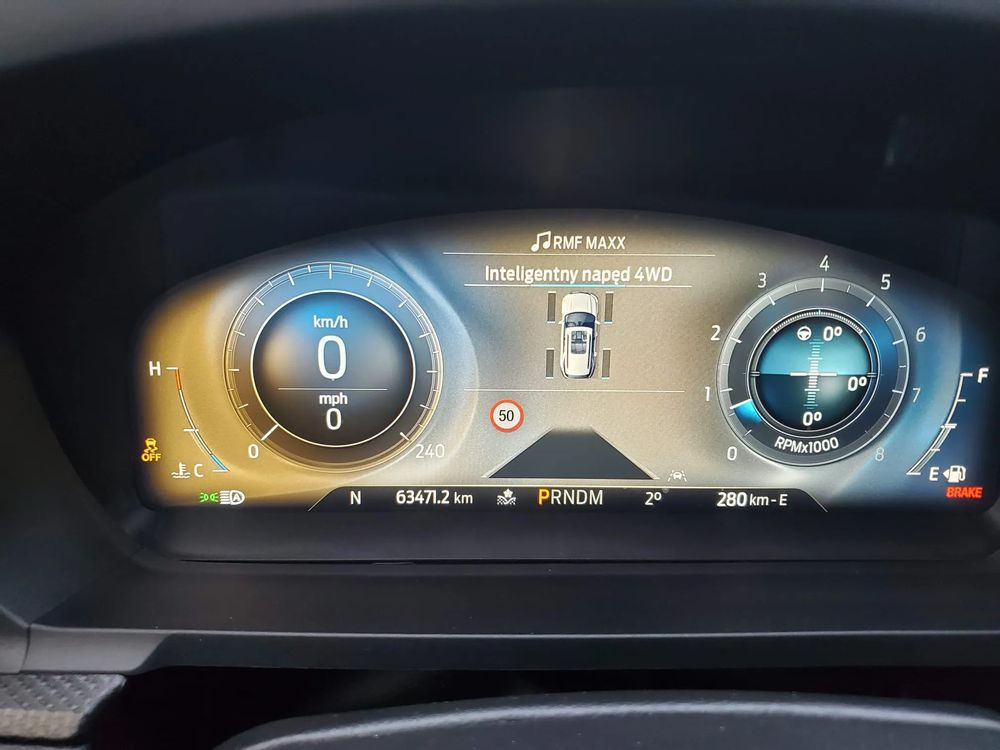 RMF MAXX
Inteligentny napęd 4WD
km/h
0
mph
0
0
240
H
C
OFF
50
0
1
2
3
4
5
6
7
8
0°
0°
0°
RPMx1000
F
E
BRAKE
A
N
63471.2 km
PRNDM
2°
280 km - E